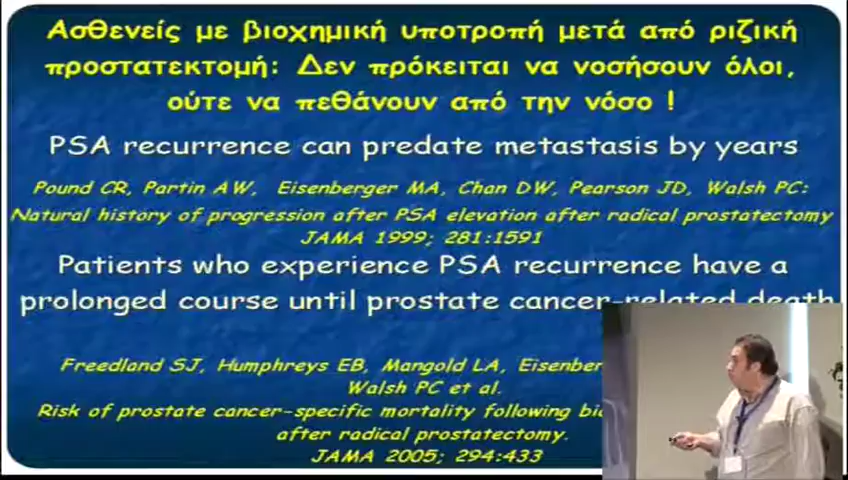 Ασθενείς με βιοχημική υποτροπή μετά από ριζική
προστατεκτομή: Δεν πρόκειται να νοσήσουν όλοι,
ούτε να πεθάνουν από την νόσο !
PSA recurrence can predate metastasis by years
Pound CR, Partin AW, Eisenberger MA, Chan DW, Pearson JD, Walsh PC:
Natural history of progression after PSA elevation after radical prostatectomy
JAMA 1999; 281:1591
Patients who experience PSA recurrence have a
prolonged course until prostate cancer-related death
Freedland SJ, Humphreys EB, Mangold LA,
Walsh PC et al.
Risk of prostate cancer-specific mortality following
after radical prostatectomy.
JAMA 2005; 294:433